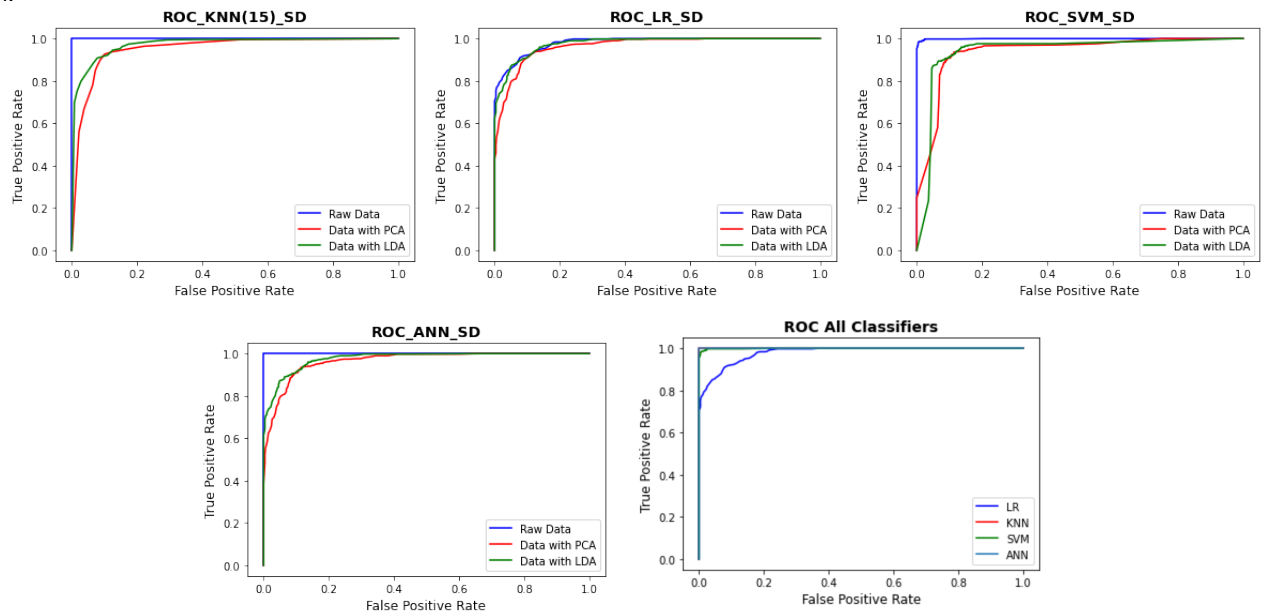 ROC_KNN(15)_SD
True Positive Rate
1.0
0.8
0.6
0.4
0.2
0.0
Raw Data
Data with PCA
Data with LDA
0.0 0.2 0.4 0.6 0.8 1.0
False Positive Rate
ROC_LR_SD
True Positive Rate
1.0
0.8
0.6
0.4
0.2
0.0
Raw Data
Data with PCA
Data with LDA
0.0 0.2 0.4 0.6 0.8 1.0
False Positive Rate
ROC_SVM_SD
True Positive Rate
1.0
0.8
0.6
0.4
0.2
0.0
Raw Data
Data with PCA
Data with LDA
0.0 0.2 0.4 0.6 0.8 1.0
False Positive Rate
ROC_ANN_SD
True Positive Rate
1.0
0.8
0.6
0.4
0.2
0.0
Raw Data
Data with PCA
Data with LDA
0.0 0.2 0.4 0.6 0.8 1.0
False Positive Rate
ROC All Classifiers
True Positive Rate
1.0
0.8
0.6
0.4
0.2
0.0
LR
KNN
SVM
ANN
0.0 0.2 0.4 0.6 0.8 1.0
False Positive Rate